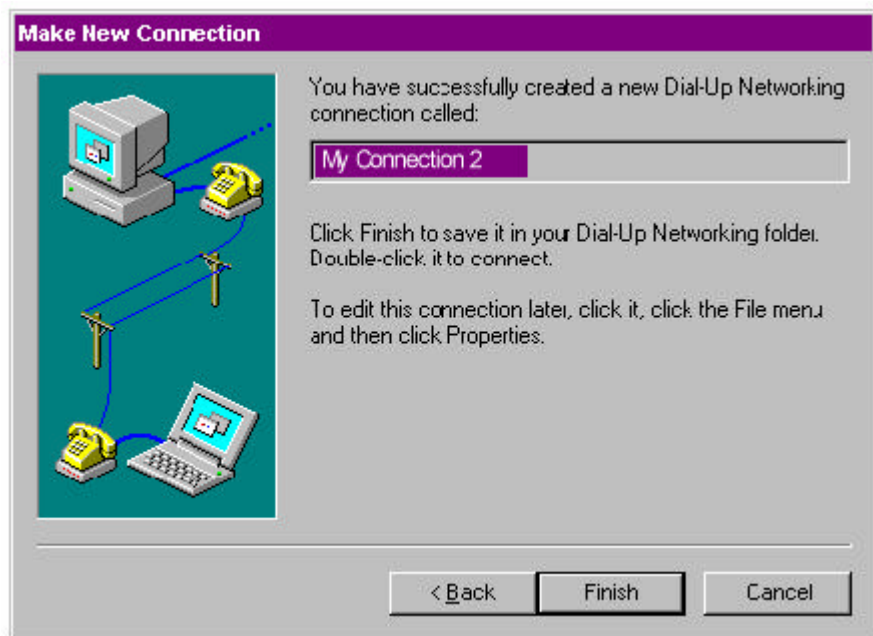 Make New Connection
You have successfully created a new Dial-Up Networking
connection called:
My Connection 2
Click Finish to save it in your Dial-Up Networking folder.
Double-click it to connect.
To edit this connection later, click it, click the File menu
and then click Properties.
< Back
Finish
Cancel